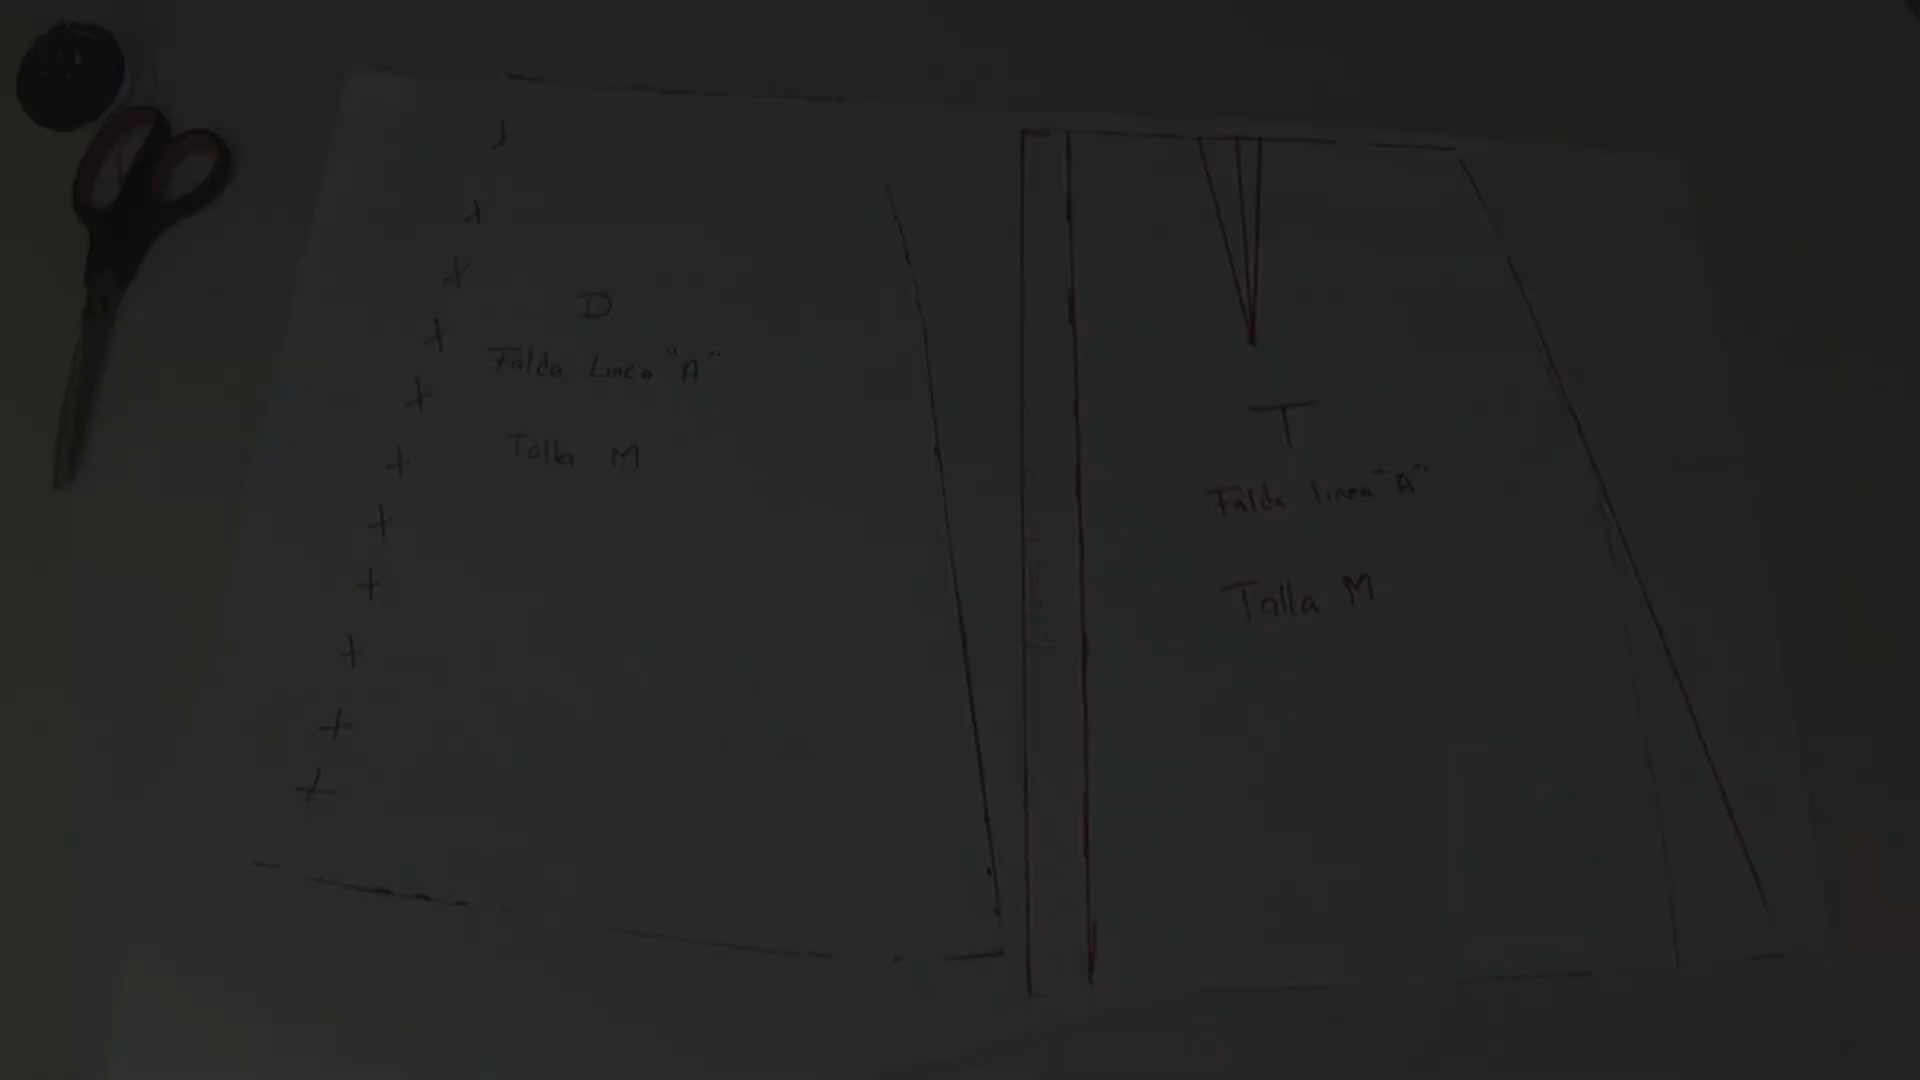 D
Falda Linea "A"
Talla M
T
Falda linea "A"
Talla M